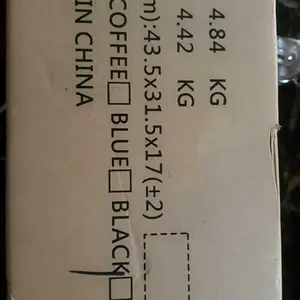 4.84 KG
4.42 KG
m):43.5x31.5x17(±2)
COFFEE□ BLUE□ BLACK□
IN CHINA